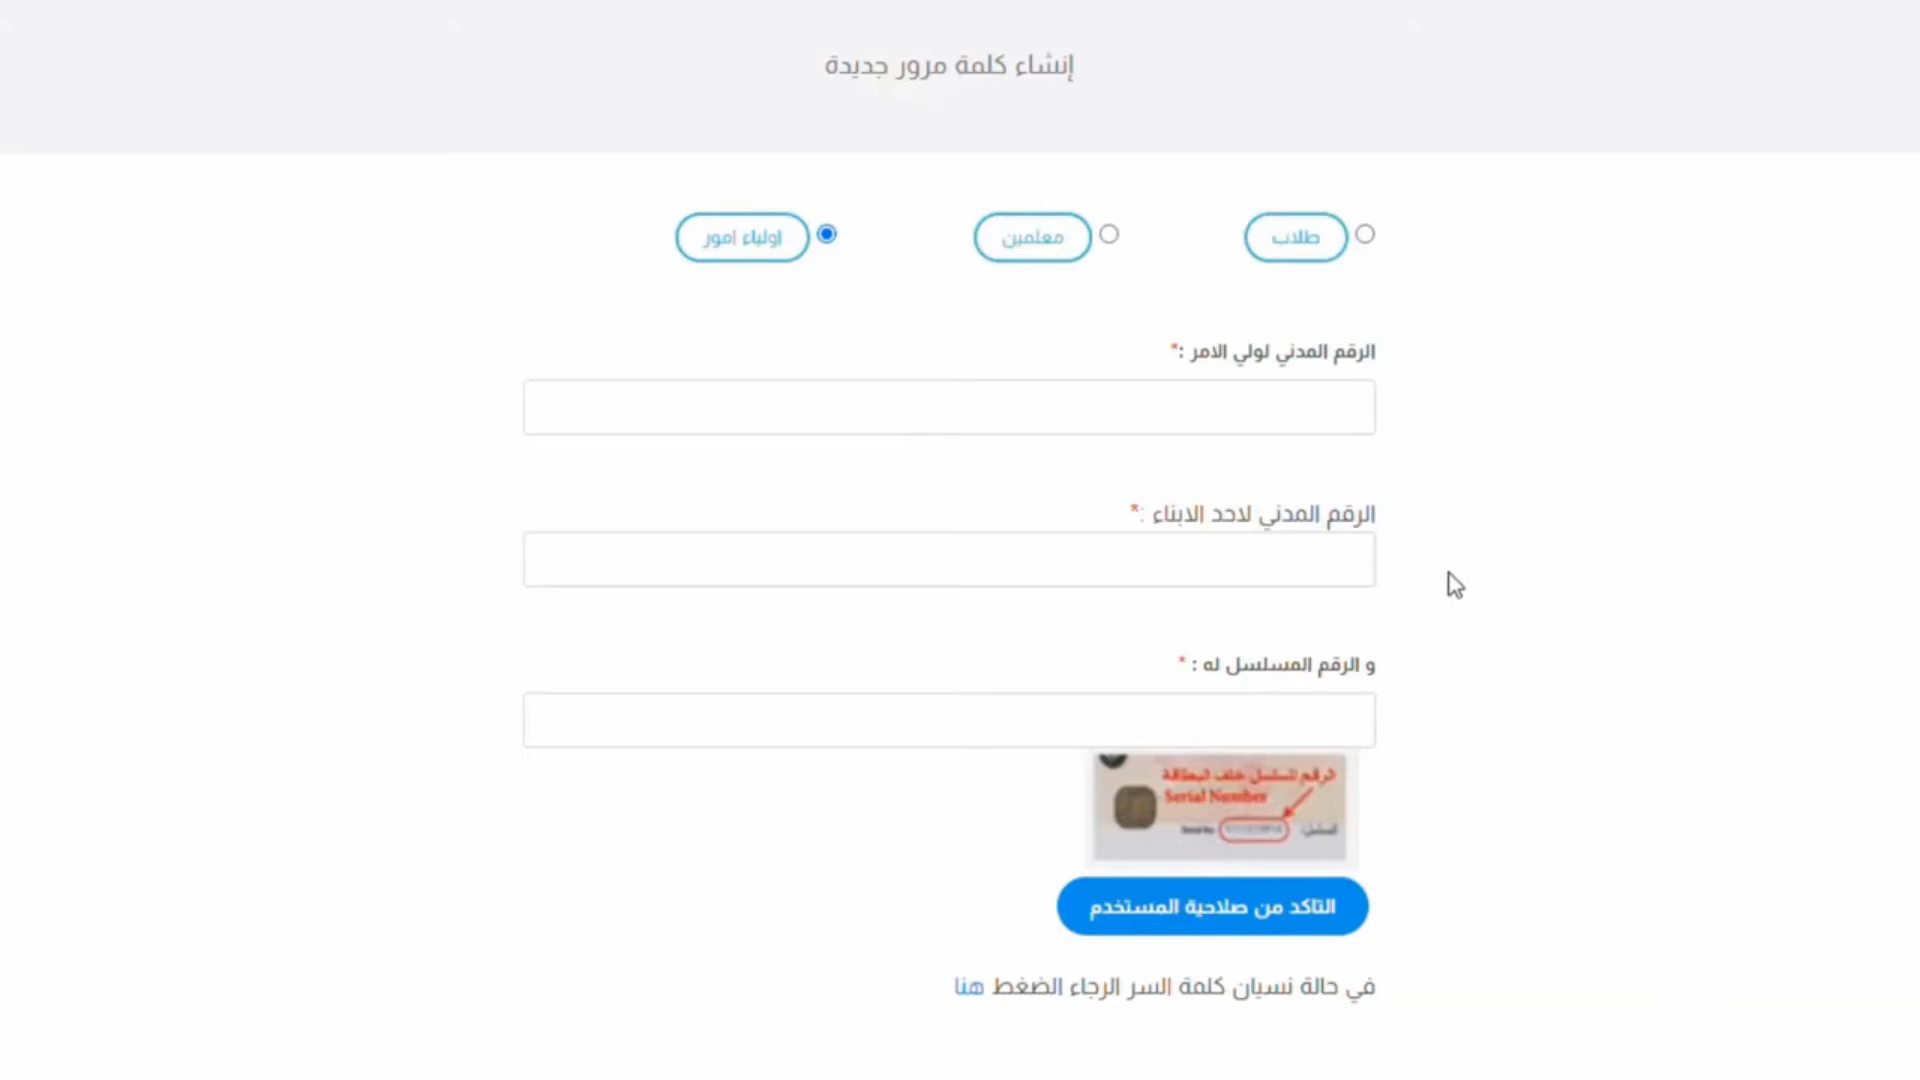 إنشاء كلمة مرور جديدة
طلاب
معلمين
اولياء امور
الرقم المدني لولي الامر :*
الرقم المدني لاحد الابناء :*
و الرقم المسلسل له : *
الرقم المسلسل خلف البطاقة
Serial Number
التاكد من صلاحية المستخدم
في حالة نسيان كلمة السر الرجاء الضغط هنا